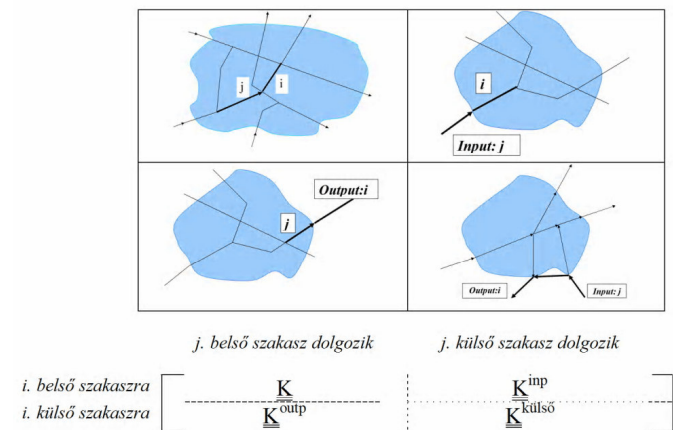 j
i
i
Input: j
Output:i
j
Output:i
Input: j
j. belső szakasz dolgozik
j. külső szakasz dolgozik
i. belső szakaszra
K
K^inp
i. külső szakaszra
K^outp
K^külső